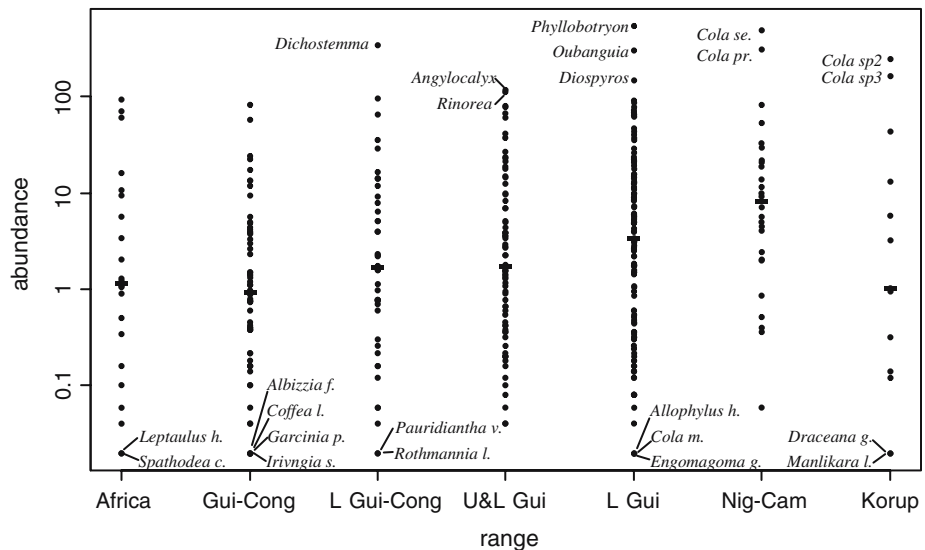 Phyllobotryon
Cola se.
Dichostemma
Oubanguia
Cola pr.
Cola sp2
Angylocalyx
Diospyros
Cola sp3
Rinorea
100
10
1
0.1
abundance
Albizzia f.
Coffea l.
Pauridiantha v.
Allophylus h.
Leptaulus h.
Garcinia p.
Cola m.
Draceana g.
Spathodea c.
Irivngia s.
Rothmannia l.
Engomagoma g.
Manlikara l.
Africa
Gui-Cong
L Gui-Cong
U&L Gui
L Gui
Nig-Cam
Korup
range